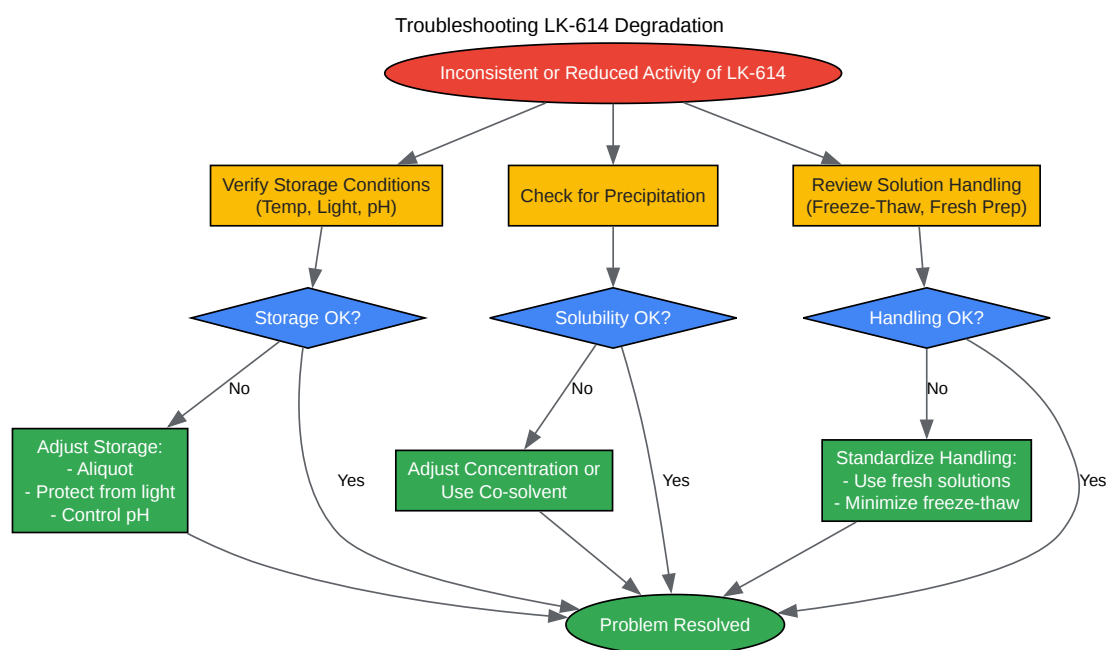 Troubleshooting LK-614 Degradation
Inconsistent or Reduced Activity of LK-614
Verify Storage Conditions
(Temp, Light, pH)
Check for Precipitation
Review Solution Handling
(Freeze-Thaw, Fresh Prep)
Storage OK?
Solubility OK?
Handling OK?
No
No
No
Adjust Storage:
- Aliquot
- Protect from light
- Control pH
Yes
Adjust Concentration or
Use Co-solvent
Yes
Standardize Handling:
- Use fresh solutions
- Minimize freeze-thaw
Yes
Problem Resolved